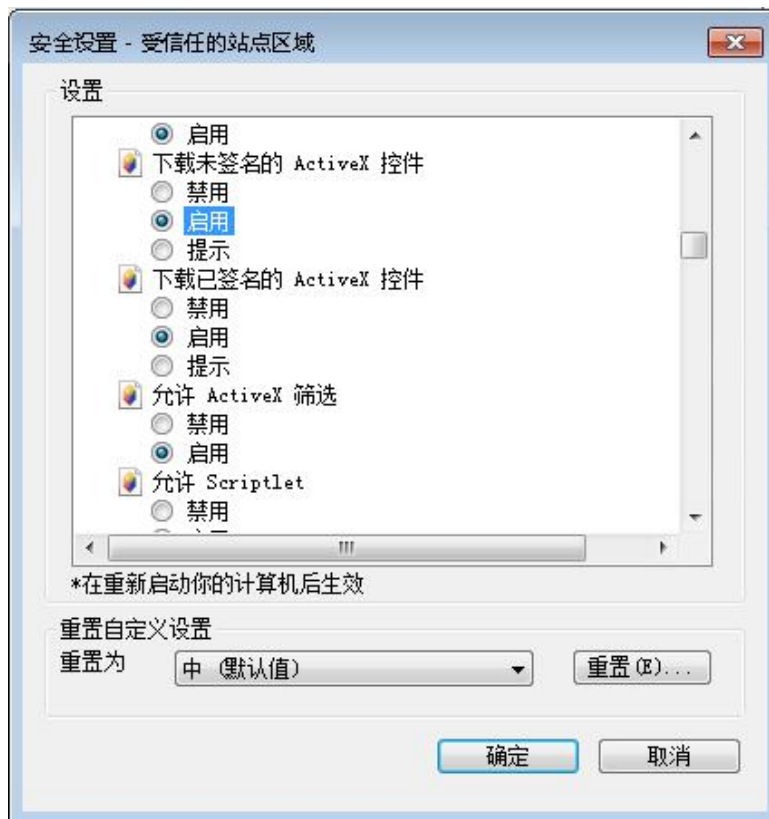 安全设置 - 受信任的站点区域
设置
启用
下载未签名的 ActiveX 控件
禁用
启用
提示
下载已签名的 ActiveX 控件
禁用
启用
提示
允许 ActiveX 筛选
禁用
启用
允许 Scriptlet
禁用
*在重新启动你的计算机后生效
重置自定义设置
重置为
中 (默认值)
重置(E)...
确定
取消